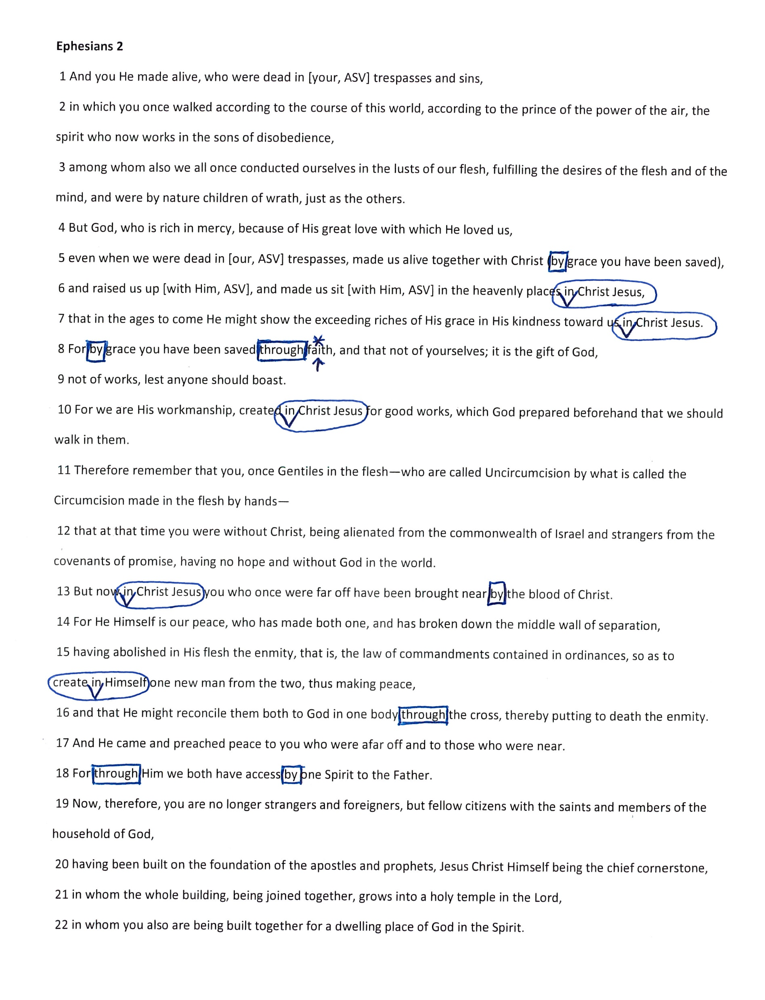 Ephesians 2
1 And you He made alive, who were dead in [your, ASV] trespasses and sins,
2 in which you once walked according to the course of this world, according to the prince of the power of the air, the
spirit who now works in the sons of disobedience,
3 among whom also we all once conducted ourselves in the lusts of our flesh, fulfilling the desires of the flesh and of the
mind, and were by nature children of wrath, just as the others.
4 But God, who is rich in mercy, because of His great love with which He loved us,
5 even when we were dead in [our, ASV] trespasses, made us alive together with Christ (by grace you have been saved),
6 and raised us up [with Him, ASV], and made us sit [with Him, ASV] in the heavenly places in Christ Jesus,
7 that in the ages to come He might show the exceeding riches of His grace in His kindness toward us in Christ Jesus.
8 For by grace you have been saved through faith, and that not of yourselves; it is the gift of God,
9 not of works, lest anyone should boast.
10 For we are His workmanship, created in Christ Jesus for good works, which God prepared beforehand that we should
walk in them.
11 Therefore remember that you, once Gentiles in the flesh—who are called Uncircumcision by what is called the
Circumcision made in the flesh by hands—
12 that at that time you were without Christ, being alienated from the commonwealth of Israel and strangers from the
covenants of promise, having no hope and without God in the world.
13 But now in Christ Jesus you who once were far off have been brought near by the blood of Christ.
14 For He Himself is our peace, who has made both one, and has broken down the middle wall of separation,
15 having abolished in His flesh the enmity, that is, the law of commandments contained in ordinances, so as to
create in Himself one new man from the two, thus making peace,
16 and that He might reconcile them both to God in one body through the cross, thereby putting to death the enmity.
17 And He came and preached peace to you who were afar off and to those who were near.
18 For through Him we both have access by one Spirit to the Father.
19 Now, therefore, you are no longer strangers and foreigners, but fellow citizens with the saints and members of the
household of God,
20 having been built on the foundation of the apostles and prophets, Jesus Christ Himself being the chief cornerstone,
21 in whom the whole building, being joined together, grows into a holy temple in the Lord,
22 in whom you also are being built together for a dwelling place of God in the Spirit.